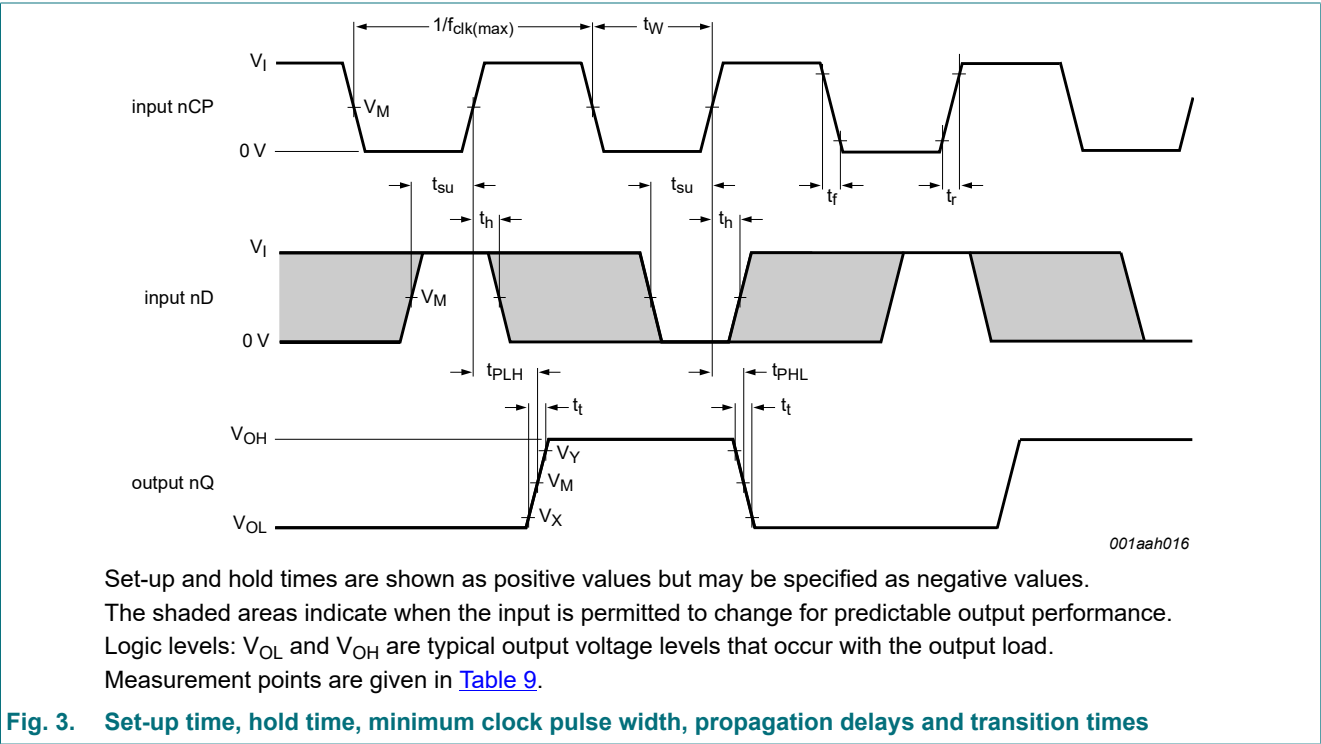 1/fclk(max)
tW
VI
input nCP
VM
0 V
tsu
tsu
tf
tr
th
th
VI
input nD
VM
0 V
tPLH
tPHL
tt
tt
VOH
VY
output nQ
VM
VX
VOL
001aah016
Set-up and hold times are shown as positive values but may be specified as negative values.
The shaded areas indicate when the input is permitted to change for predictable output performance.
Logic levels: VOL and VOH are typical output voltage levels that occur with the output load.
Measurement points are given in Table 9.
Fig. 3. Set-up time, hold time, minimum clock pulse width, propagation delays and transition times